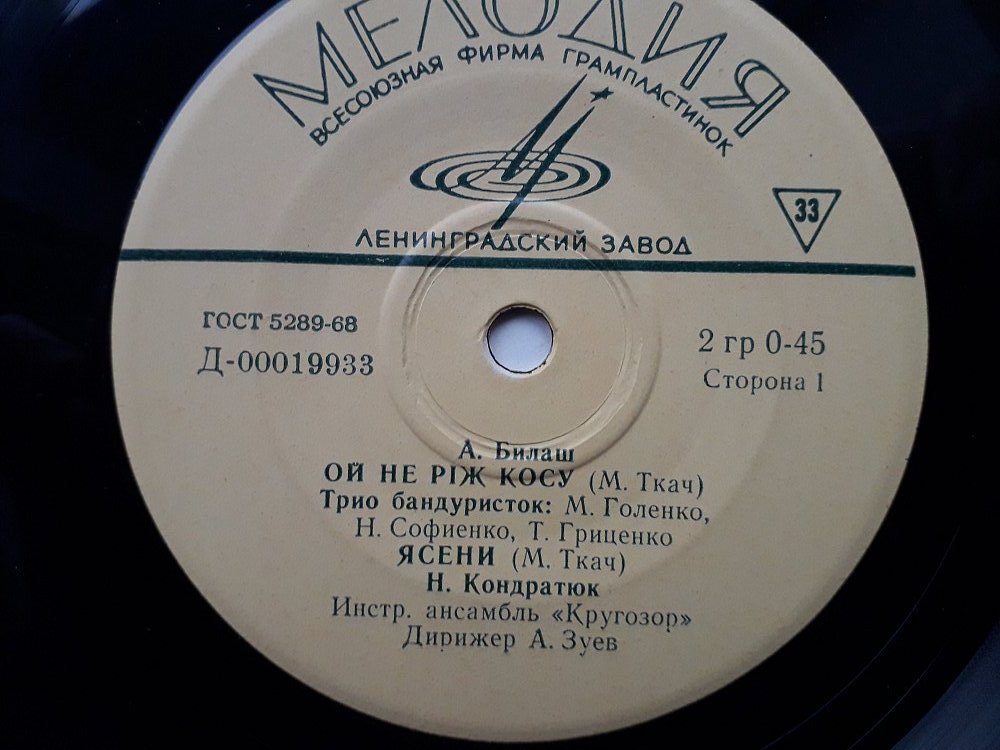 МЕЛОДИЯ
ВСЕСОЮЗНАЯ ФИРМА ГРАМПЛАСТИНОК
33
ЛЕНИНГРАДСКИЙ ЗАВОД
ГОСТ 5289-68
Д-00019933
2 гр 0-45
Сторона 1
А. Билаш
ОЙ НЕ РІЖ КОСУ (М. Ткач)
Трио бандуристок: М. Голенко,
Н. Софиенко, Т. Гриценко
ЯСЕНИ (М. Ткач)
Н. Кондратюк
Инстр. ансамбль «Кругозор»
Дирижер А. Зуев